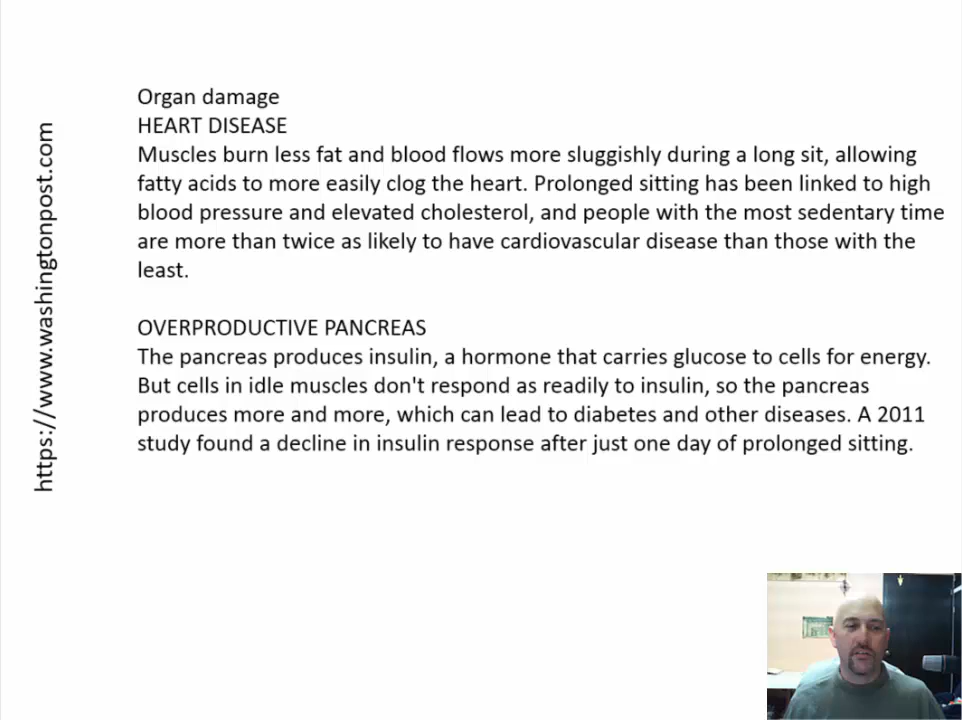 https://www.washingtonpost.com
Organ damage
HEART DISEASE
Muscles burn less fat and blood flows more sluggishly during a long sit, allowing
fatty acids to more easily clog the heart. Prolonged sitting has been linked to high
blood pressure and elevated cholesterol, and people with the most sedentary time
are more than twice as likely to have cardiovascular disease than those with the
least.
OVERPRODUCTIVE PANCREAS
The pancreas produces insulin, a hormone that carries glucose to cells for energy.
But cells in idle muscles don't respond as readily to insulin, so the pancreas
produces more and more, which can lead to diabetes and other diseases. A 2011
study found a decline in insulin response after just one day of prolonged sitting.